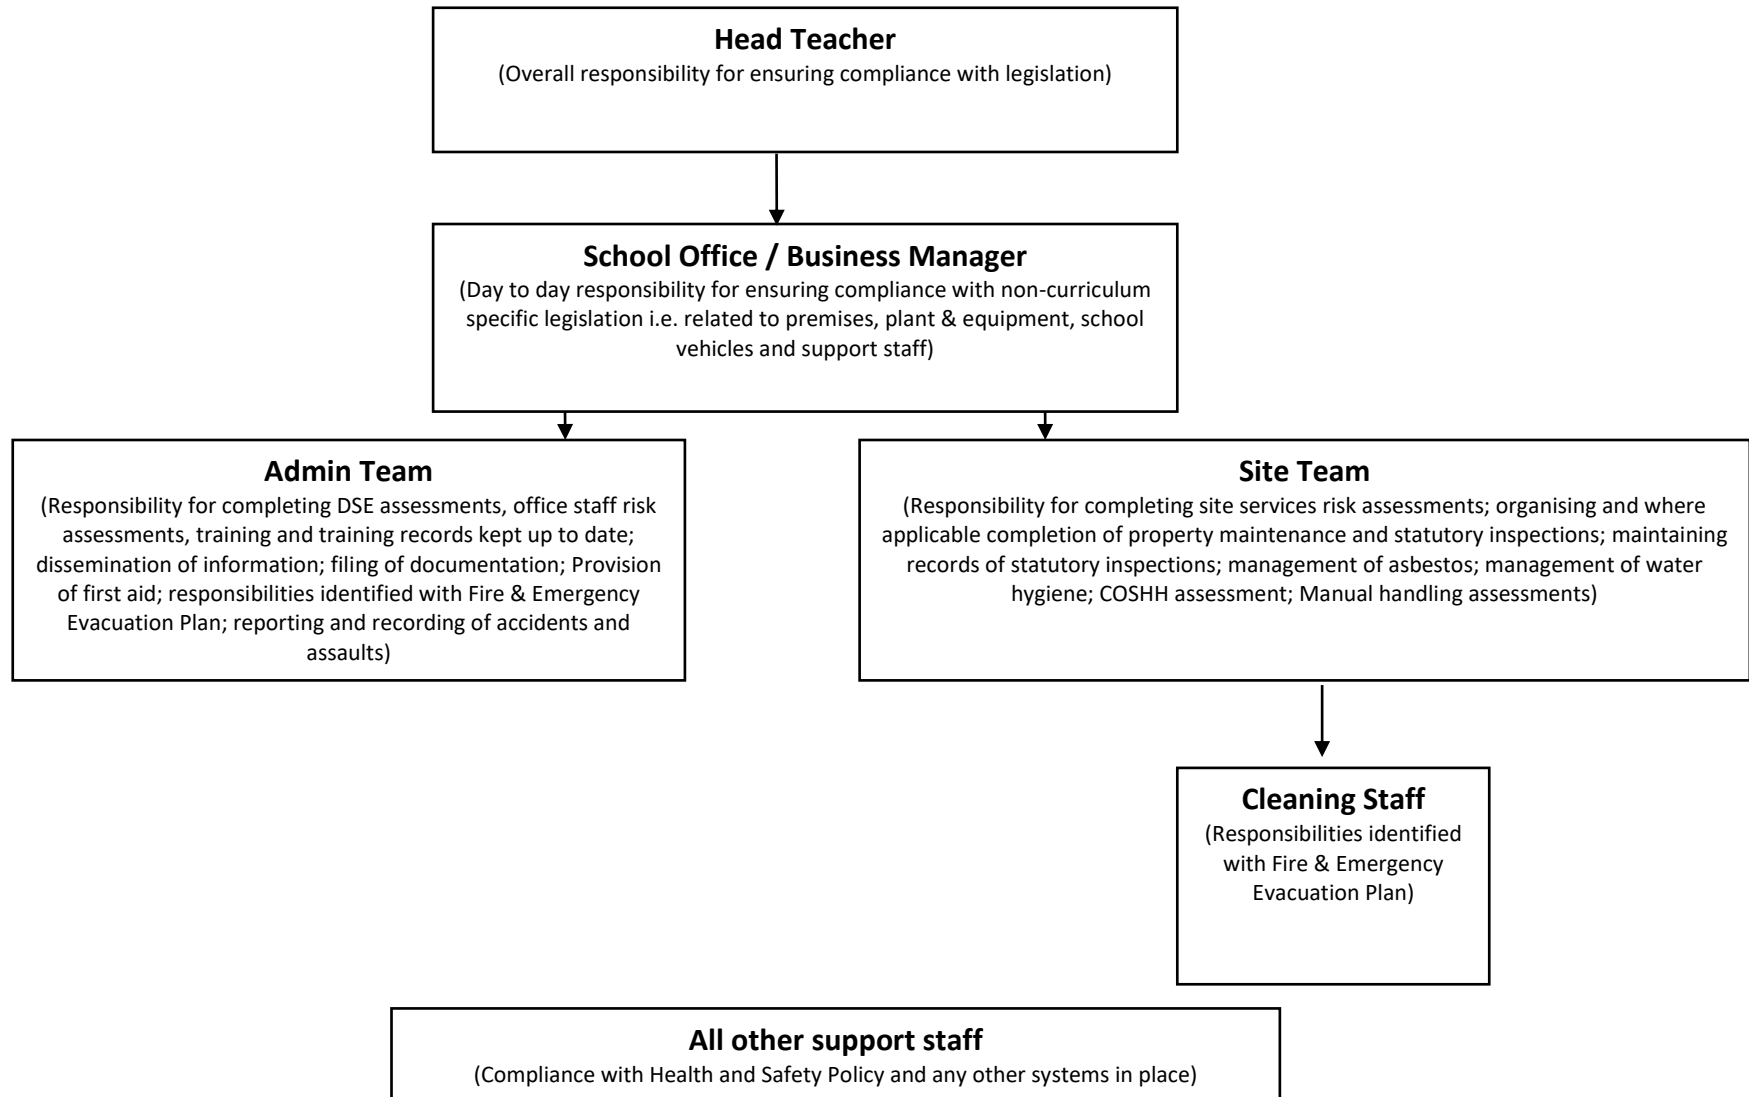 Head Teacher
(Overall responsibility for ensuring compliance with legislation)
School Office / Business Manager
(Day to day responsibility for ensuring compliance with non-curriculum
specific legislation i.e. related to premises, plant & equipment, school
vehicles and support staff)
Admin Team
(Responsibility for completing DSE assessments, office staff risk
assessments, training and training records kept up to date;
dissemination of information; filing of documentation; Provision
of first aid; responsibilities identified with Fire & Emergency
Evacuation Plan; reporting and recording of accidents and
assaults)
Site Team
(Responsibility for completing site services risk assessments; organising and where
applicable completion of property maintenance and statutory inspections; maintaining
records of statutory inspections; management of asbestos; management of water
hygiene; COSHH assessment; Manual handling assessments)
Cleaning Staff
(Responsibilities identified
with Fire & Emergency
Evacuation Plan)
All other support staff
(Compliance with Health and Safety Policy and any other systems in place)